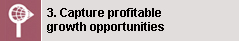 3. Capture profitable
growth opportunities